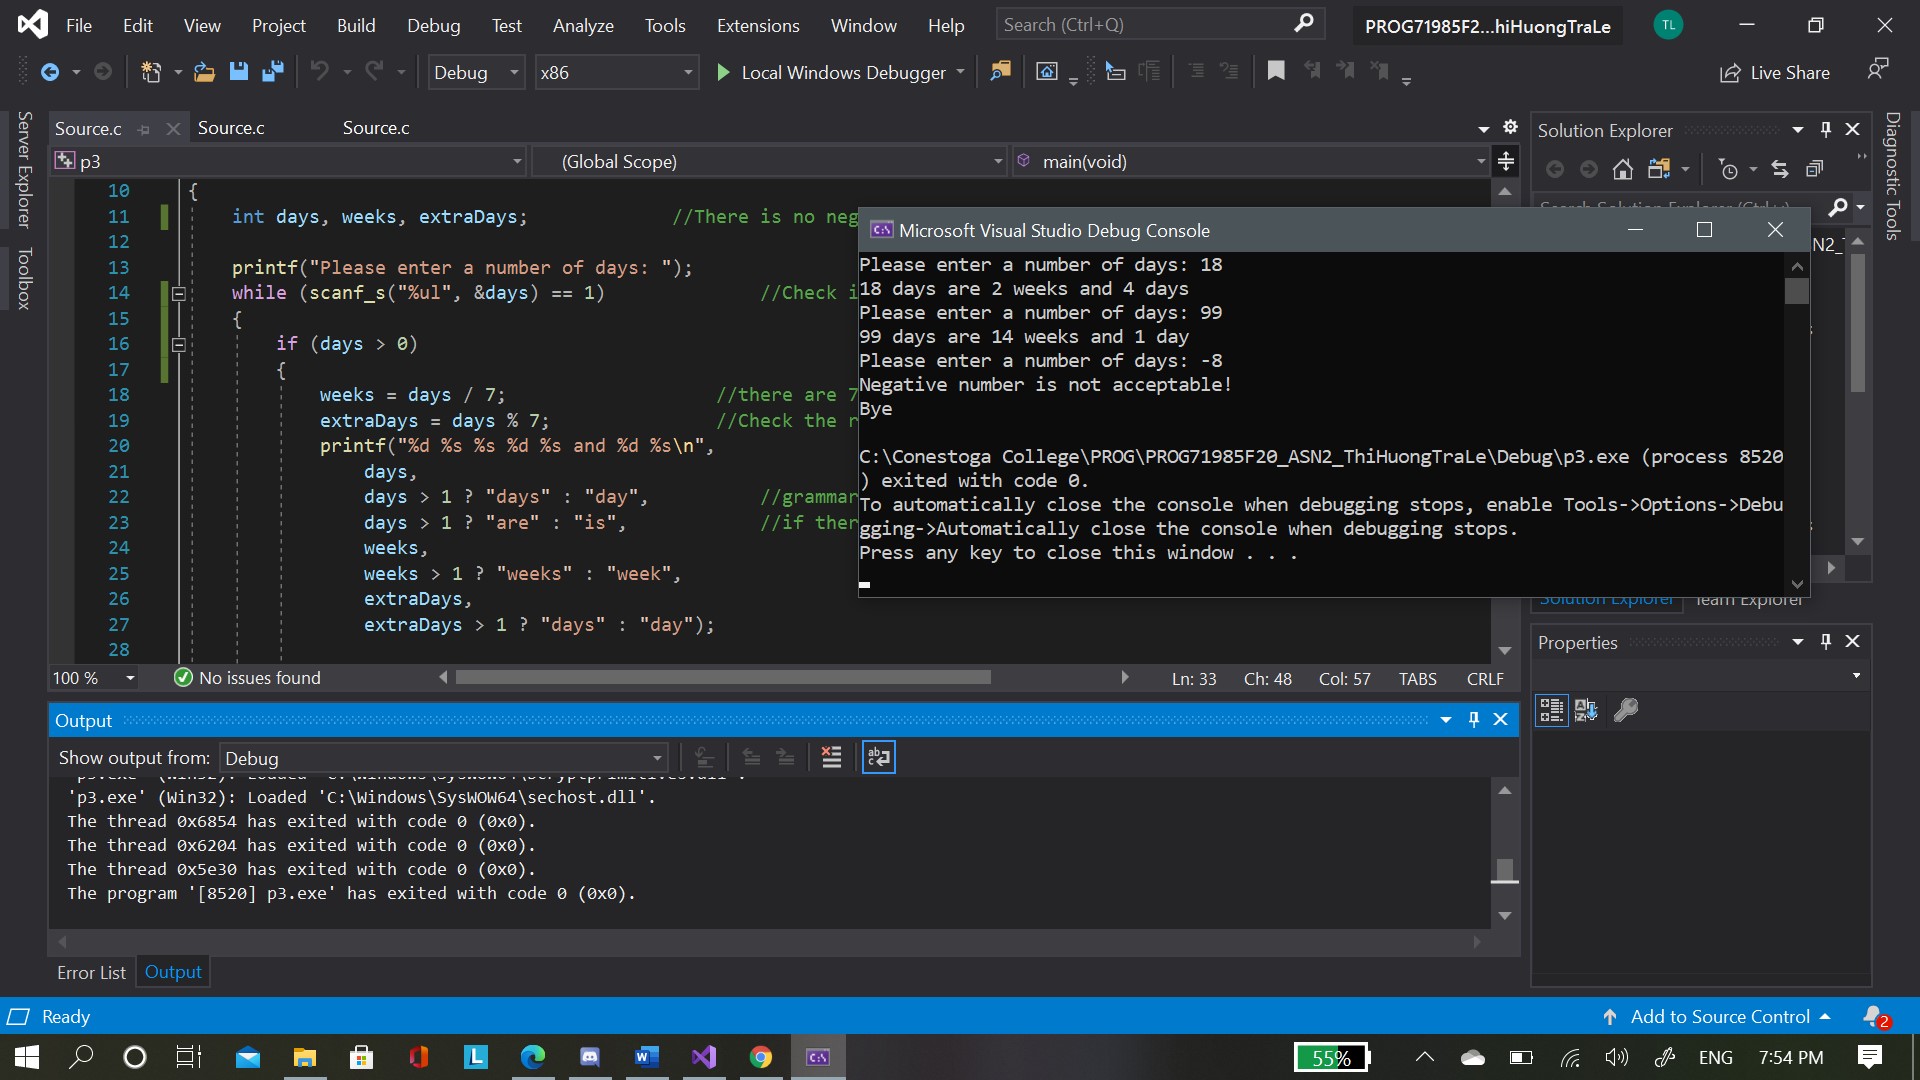 File Edit View Project Build Debug Test Analyze Tools Extensions Window Help Search (Ctrl+Q) PROG71985F2...hiHuongTraLe TL
Debug x86 Local Windows Debugger Live Share
Server Explorer
Toolbox
Source.c Source.c Source.c
p3 (Global Scope) main(void)
10 {
11 int days, weeks, extraDays; //There is no neg
12
13 printf("Please enter a number of days: ");
14 while (scanf_s("%ul", &days) == 1) //Check i
15 {
16 if (days > 0)
17 {
18 weeks = days / 7; //there are 7
19 extraDays = days % 7; //Check the r
20 printf("%d %s %s %d %s and %d %s\n",
21 days,
22 days > 1 ? "days" : "day", //grammar
23 days > 1 ? "are" : "is", //if ther
24 weeks,
25 weeks > 1 ? "weeks" : "week",
26 extraDays,
27 extraDays > 1 ? "days" : "day");
28
100 % No issues found Ln: 33 Ch: 48 Col: 57 TABS CRLF
Microsoft Visual Studio Debug Console
Please enter a number of days: 18
18 days are 2 weeks and 4 days
Please enter a number of days: 99
99 days are 14 weeks and 1 day
Please enter a number of days: -8
Negative number is not acceptable!
Bye
C:\Conestoga College\PROG\PROG71985F20_ASN2_ThiHuongTraLe\Debug\p3.exe (process 8520
) exited with code 0.
To automatically close the console when debugging stops, enable Tools->Options->Debu
gging->Automatically close the console when debugging stops.
Press any key to close this window . . .
Solution Explorer
Search Solution Explorer (Ctrl+;)
N2_
Solution Explorer Team Explorer
Diagnostic Tools
Properties
Output
Show output from: Debug
'p3.exe' (Win32): Loaded 'C:\Windows\SysWOW64\bcryptprimitives.dll'.
'p3.exe' (Win32): Loaded 'C:\Windows\SysWOW64\sechost.dll'.
The thread 0x6854 has exited with code 0 (0x0).
The thread 0x6204 has exited with code 0 (0x0).
The thread 0x5e30 has exited with code 0 (0x0).
The program '[8520] p3.exe' has exited with code 0 (0x0).
Error List Output
Ready Add to Source Control 2
55% ENG 7:54 PM